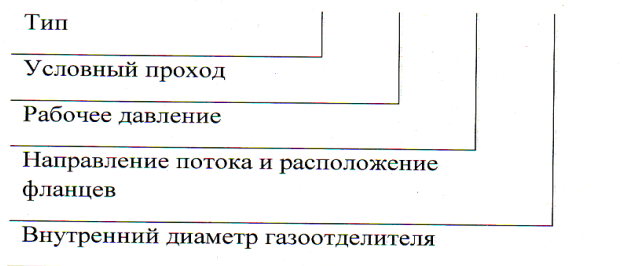 Тип
Условный проход
Рабочее давление
Направление потока и расположение
фланцев
Внутренний диаметр газоотделителя